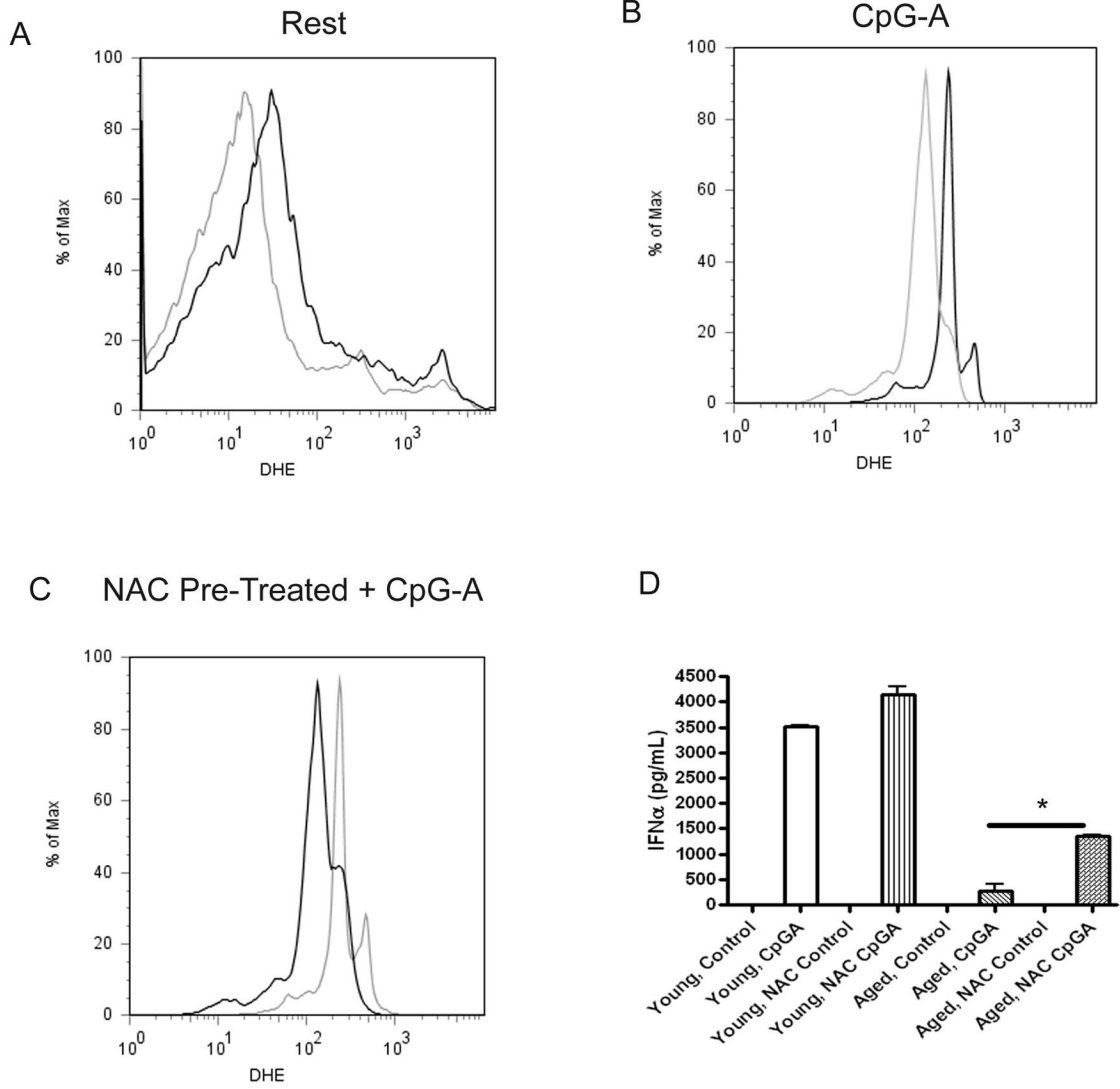 A
Rest
100
80
60
40
20
0
% of Max
10^0 10^1 10^2 10^3
DHE
B
CpG-A
100
80
60
40
20
0
% of Max
10^0 10^1 10^2 10^3
DHE
C
NAC Pre-Treated + CpG-A
100
80
60
40
20
0
% of Max
10^0 10^1 10^2 10^3
DHE
D
4500
4000
3500
3000
2500
2000
1500
1000
500
0
IFNα (pg/mL)
*
Young, Control
Young, CpGA
Young, NAC Control
Young, NAC CpGA
Aged, Control
Aged, CpGA
Aged, NAC Control
Aged, NAC CpGA